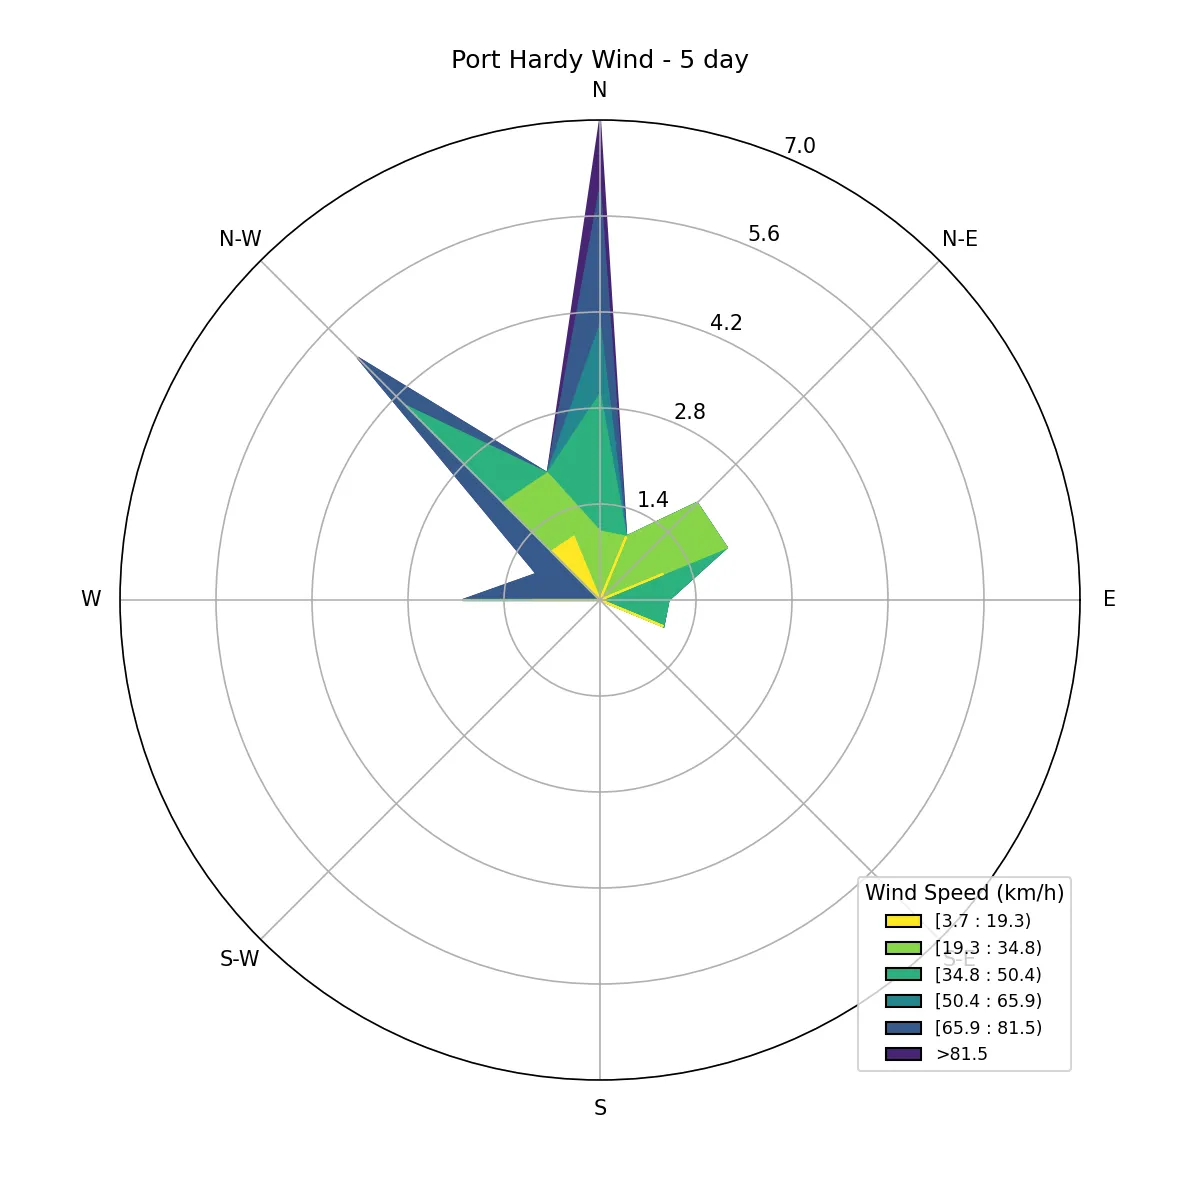 Port Hardy Wind - 5 day
N
7.0
N-W
N-E
5.6
4.2
2.8
1.4
W
E
S-W
S-E
Wind Speed (km/h)
[3.7 : 19.3)
[19.3 : 34.8)
[34.8 : 50.4)
[50.4 : 65.9)
[65.9 : 81.5)
>81.5
S